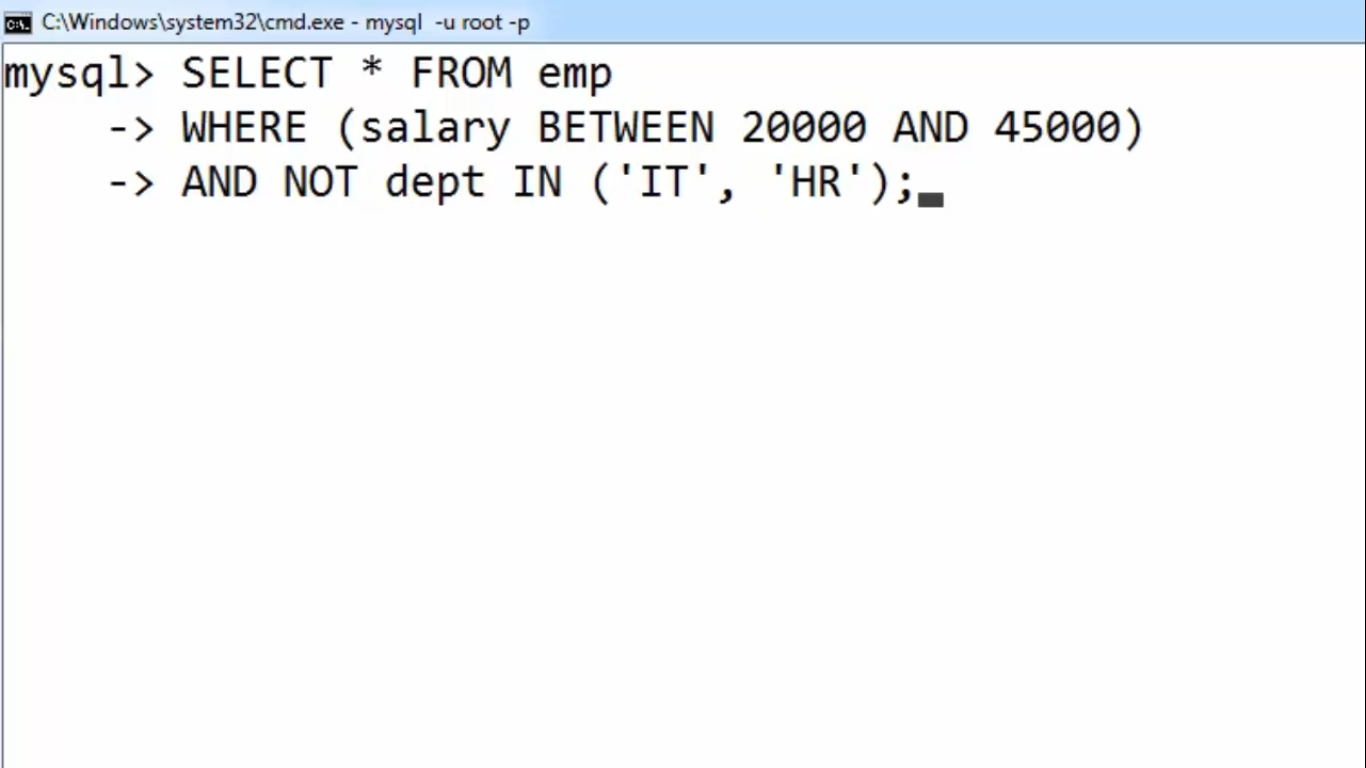 C:\Windows\system32\cmd.exe - mysql  -u root -p
mysql> SELECT * FROM emp
    -> WHERE (salary BETWEEN 20000 AND 45000)
    -> AND NOT dept IN ('IT', 'HR');